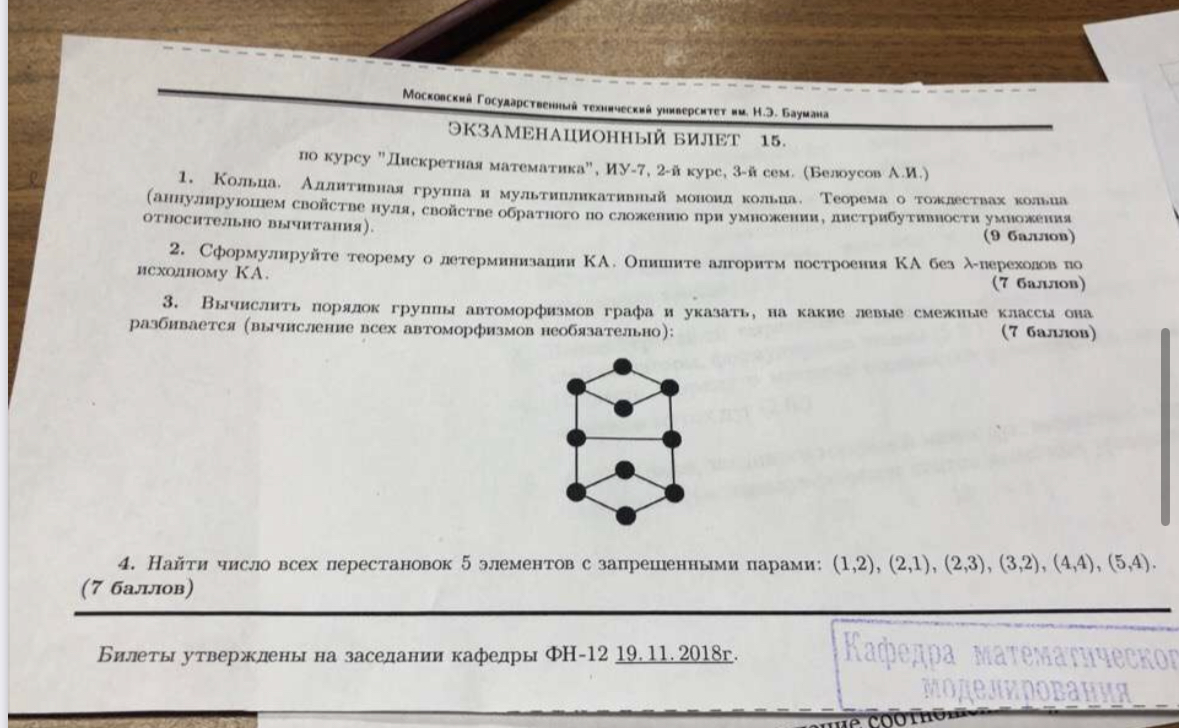 Московский Государственный технический университет им. Н.Э. Баумана
ЭКЗАМЕНАЦИОННЫЙ БИЛЕТ 15.
по курсу "Дискретная математика", ИУ-7, 2-й курс, 3-й сем. (Белоусов А.И.)
1. Кольца. Аддитивная группа и мультипликативный моноид кольца. Теорема о тождествах кольца
(аннулирующем свойстве нуля, свойстве обратного по сложению при умножении, дистрибутивности умножения
относительно вычитания). (9 баллов)
2. Сформулируйте теорему о детерминизации КА. Опишите алгоритм построения КА без λ-переходов по
исходному КА. (7 баллов)
3. Вычислить порядок группы автоморфизмов графа и указать, на какие левые смежные классы она
разбивается (вычисление всех автоморфизмов необязательно): (7 баллов)
4. Найти число всех перестановок 5 элементов с запрещенными парами: (1,2), (2,1), (2,3), (3,2), (4,4), (5,4).
(7 баллов)
Билеты утверждены на заседании кафедры ФН-12 19.11.2018г.
Кафедра математическог
моделирования